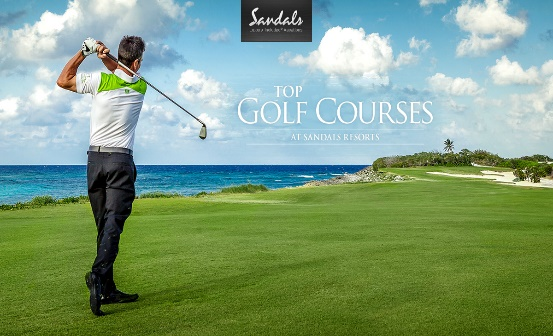 Sandals
TOP
GOLF COURSES
AT SANDALS RESORTS